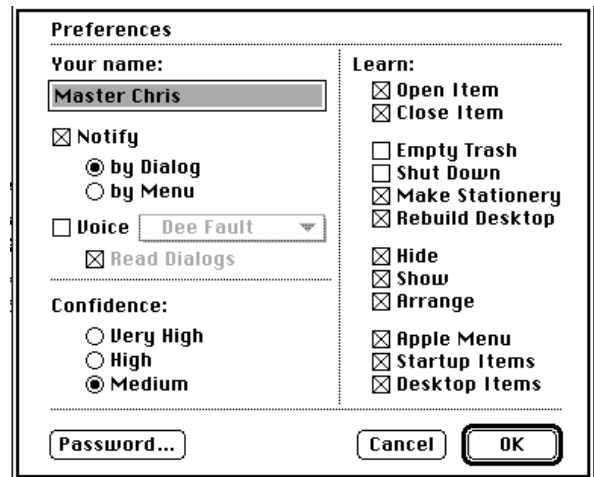 Preferences
Your name:
Master Chris
Notify
by Dialog
by Menu
Voice Dee Fault
Read Dialogs
Confidence:
Very High
High
Medium
Learn:
Open Item
Close Item
Empty Trash
Shut Down
Make Stationery
Rebuild Desktop
Hide
Show
Arrange
Apple Menu
Startup Items
Desktop Items
Password...
Cancel
OK